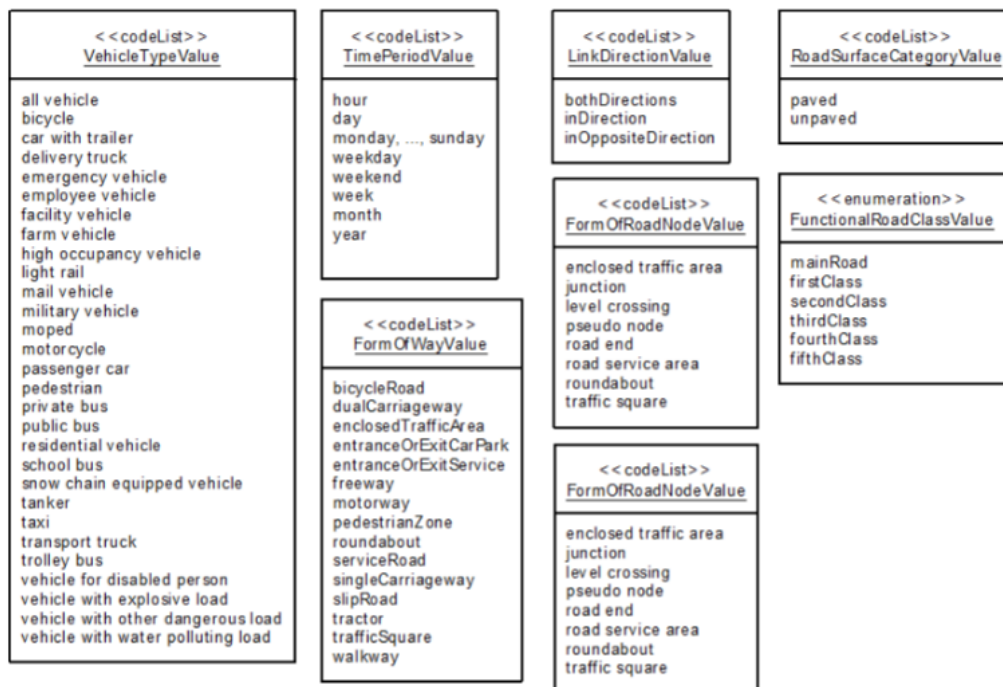 <<codeList>>
VehicleTypeValue
all vehicle
bicycle
car with trailer
delivery truck
emergency vehicle
employee vehicle
facility vehicle
farm vehicle
high occupancy vehicle
light rail
mail vehicle
military vehicle
moped
motorcycle
passenger car
pedestrian
private bus
public bus
residential vehicle
school bus
snow chain equipped vehicle
tanker
taxi
transport truck
trolley bus
vehicle for disabled person
vehicle with explosive load
vehicle with other dangerous load
vehicle with water polluting load
<<codeList>>
TimePeriodValue
hour
day
monday, ..., sunday
weekday
weekend
week
month
year
<<codeList>>
FormOfWayValue
bicycleRoad
dualCarriageway
enclosedTrafficArea
entranceOrExitCarPark
entranceOrExitService
freeway
motorway
pedestrianZone
roundabout
serviceRoad
singleCarriageway
slipRoad
tractor
trafficSquare
walkway
<<codeList>>
LinkDirectionValue
bothDirections
inDirection
inOppositeDirection
<<codeList>>
FormOfRoadNodeValue
enclosed traffic area
junction
level crossing
pseudo node
road end
road service area
roundabout
traffic square
<<codeList>>
FormOfRoadNodeValue
enclosed traffic area
junction
level crossing
pseudo node
road end
road service area
roundabout
traffic square
<<codeList>>
RoadSurfaceCategoryValue
paved
unpaved
<<enumeration>>
FunctionalRoadClassValue
mainRoad
firstClass
secondClass
thirdClass
fourthClass
fifthClass